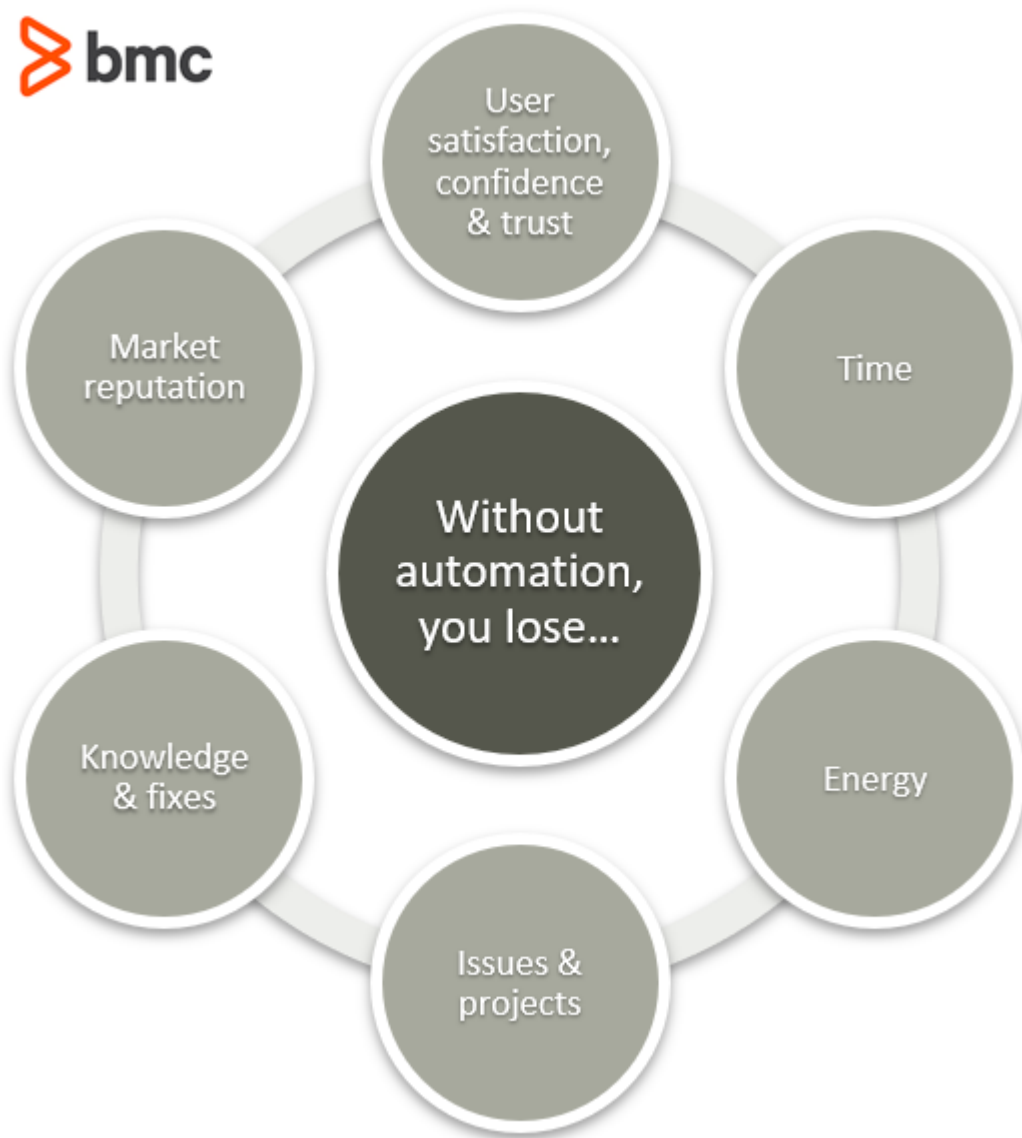 bmc
User
satisfaction,
confidence
& trust
Time
Energy
Issues &
projects
Knowledge
& fixes
Market
reputation
Without
automation,
you lose…